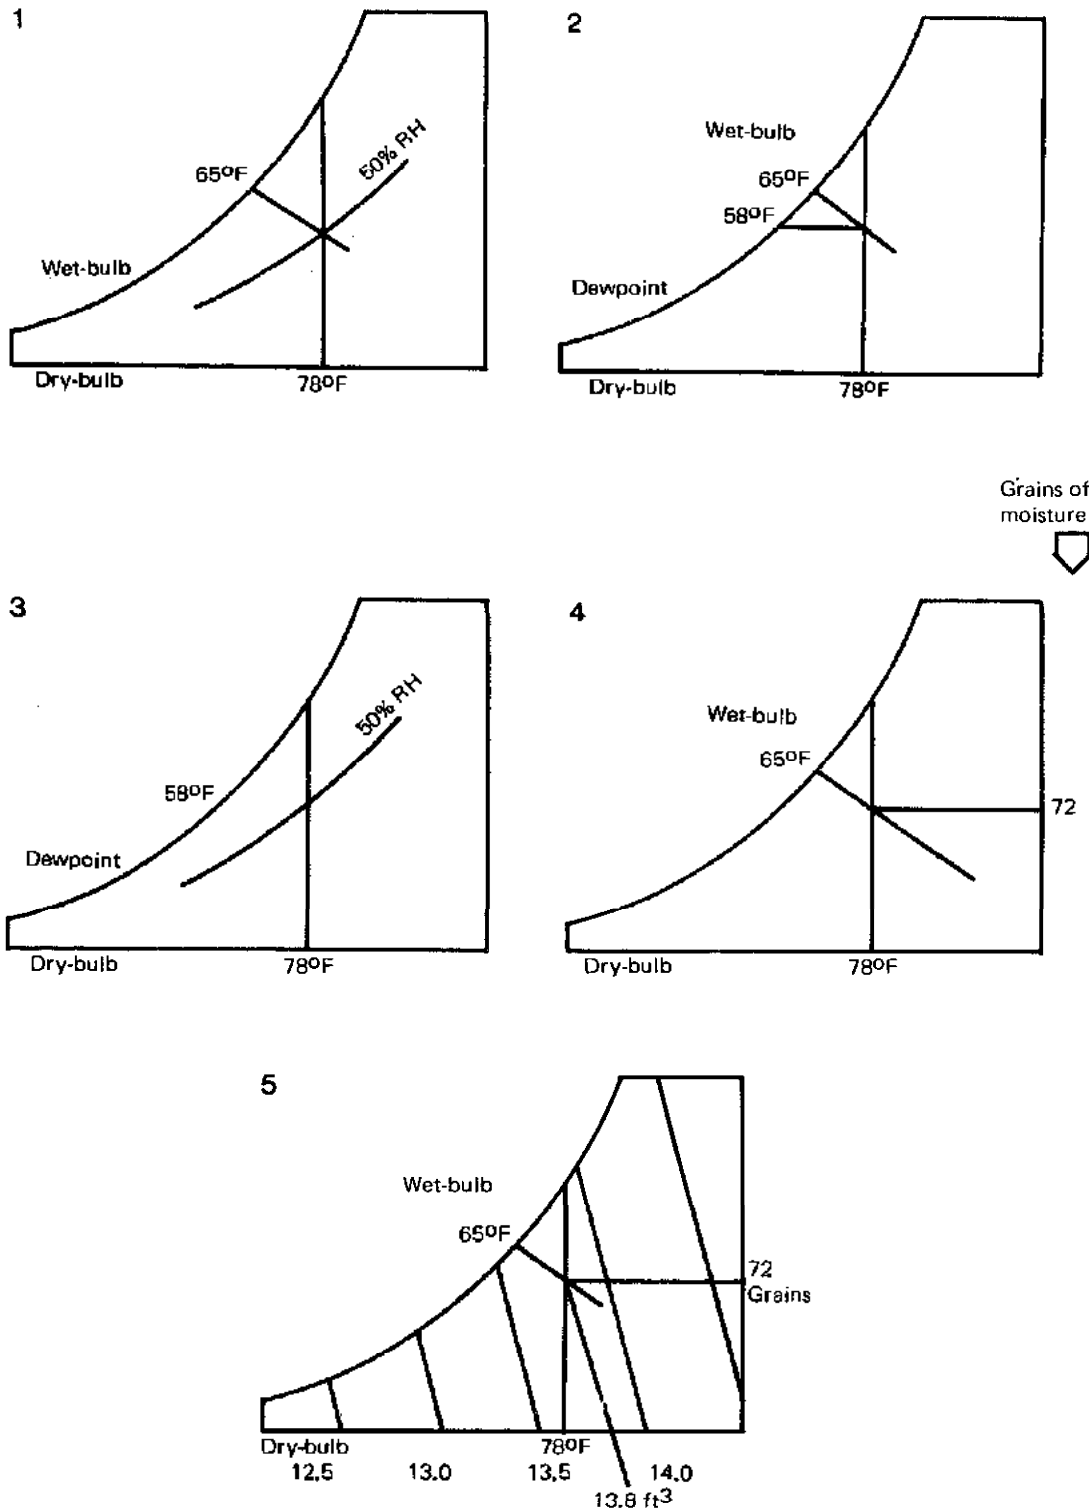 1
65ºF
50% RH
Wet-bulb
Dry-bulb
78ºF
2
Wet-bulb
65ºF
58ºF
Dewpoint
Dry-bulb
78ºF
3
50% RH
58ºF
Dewpoint
Dry-bulb
78ºF
Grains of
moisture
4
Wet-bulb
65ºF
72
Dry-bulb
78ºF
5
Wet-bulb
65ºF
72
Grains
Dry-bulb
78ºF
12.5 13.0 13.5 14.0
13.8 ft³